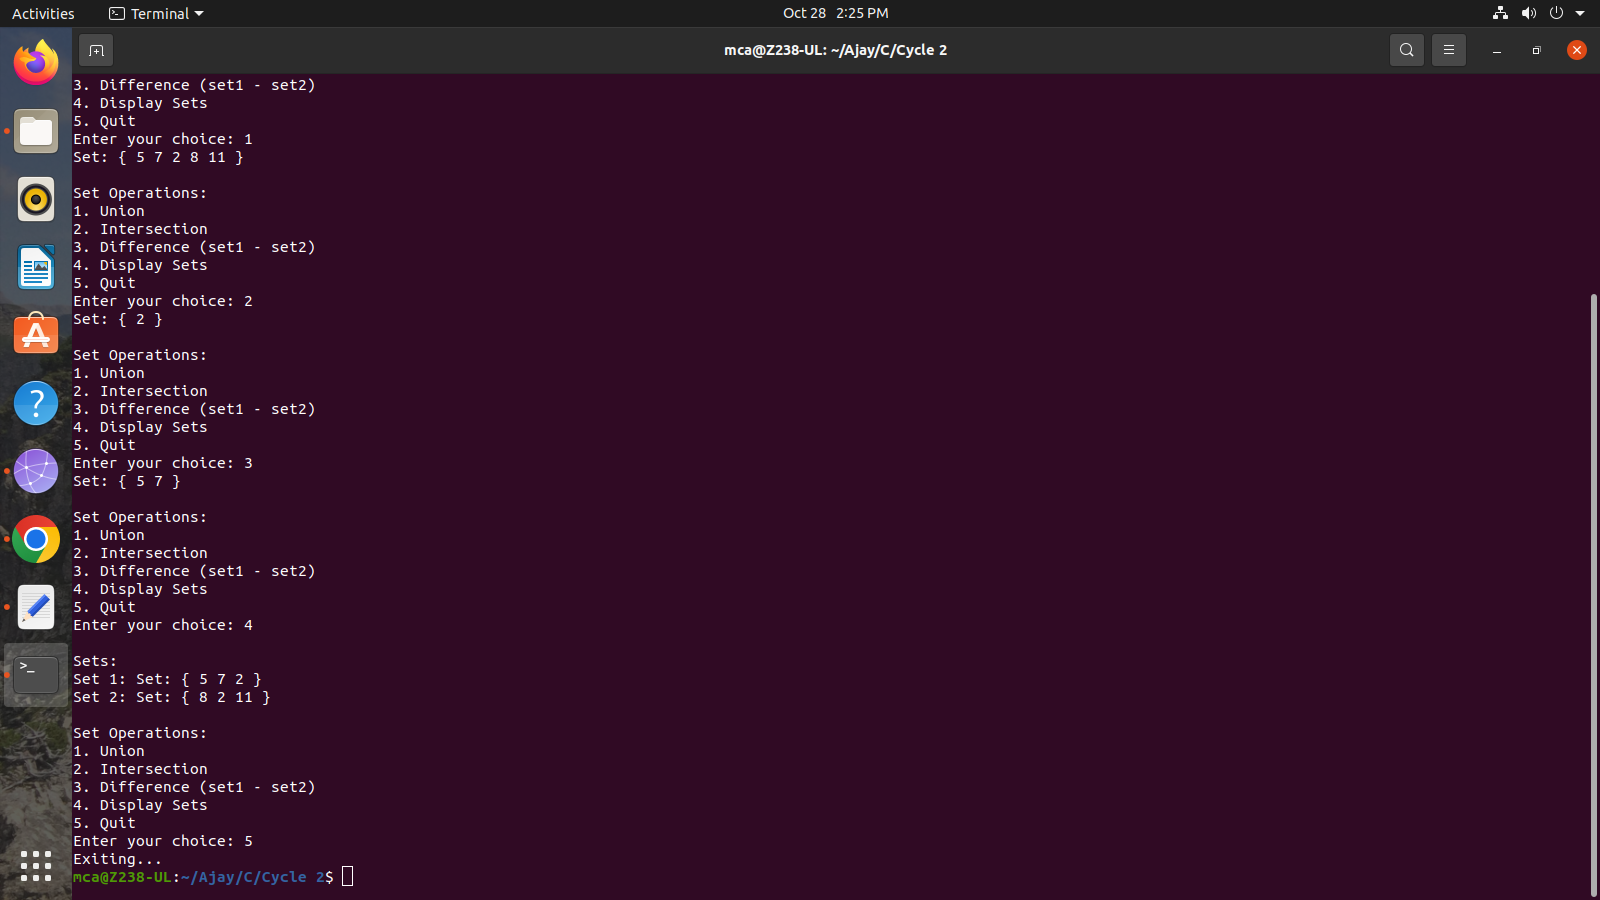 Activities
Terminal
Oct 28 2:25 PM
mca@Z238-UL: ~/Ajay/C/Cycle 2
3. Difference (set1 - set2)
4. Display Sets
5. Quit
Enter your choice: 1
Set: { 5 7 2 8 11 }
Set Operations:
1. Union
2. Intersection
3. Difference (set1 - set2)
4. Display Sets
5. Quit
Enter your choice: 2
Set: { 2 }
Set Operations:
1. Union
2. Intersection
3. Difference (set1 - set2)
4. Display Sets
5. Quit
Enter your choice: 3
Set: { 5 7 }
Set Operations:
1. Union
2. Intersection
3. Difference (set1 - set2)
4. Display Sets
5. Quit
Enter your choice: 4
Sets:
Set 1: Set: { 5 7 2 }
Set 2: Set: { 8 2 11 }
Set Operations:
1. Union
2. Intersection
3. Difference (set1 - set2)
4. Display Sets
5. Quit
Enter your choice: 5
Exiting...
mca@Z238-UL:~/Ajay/C/Cycle 2$